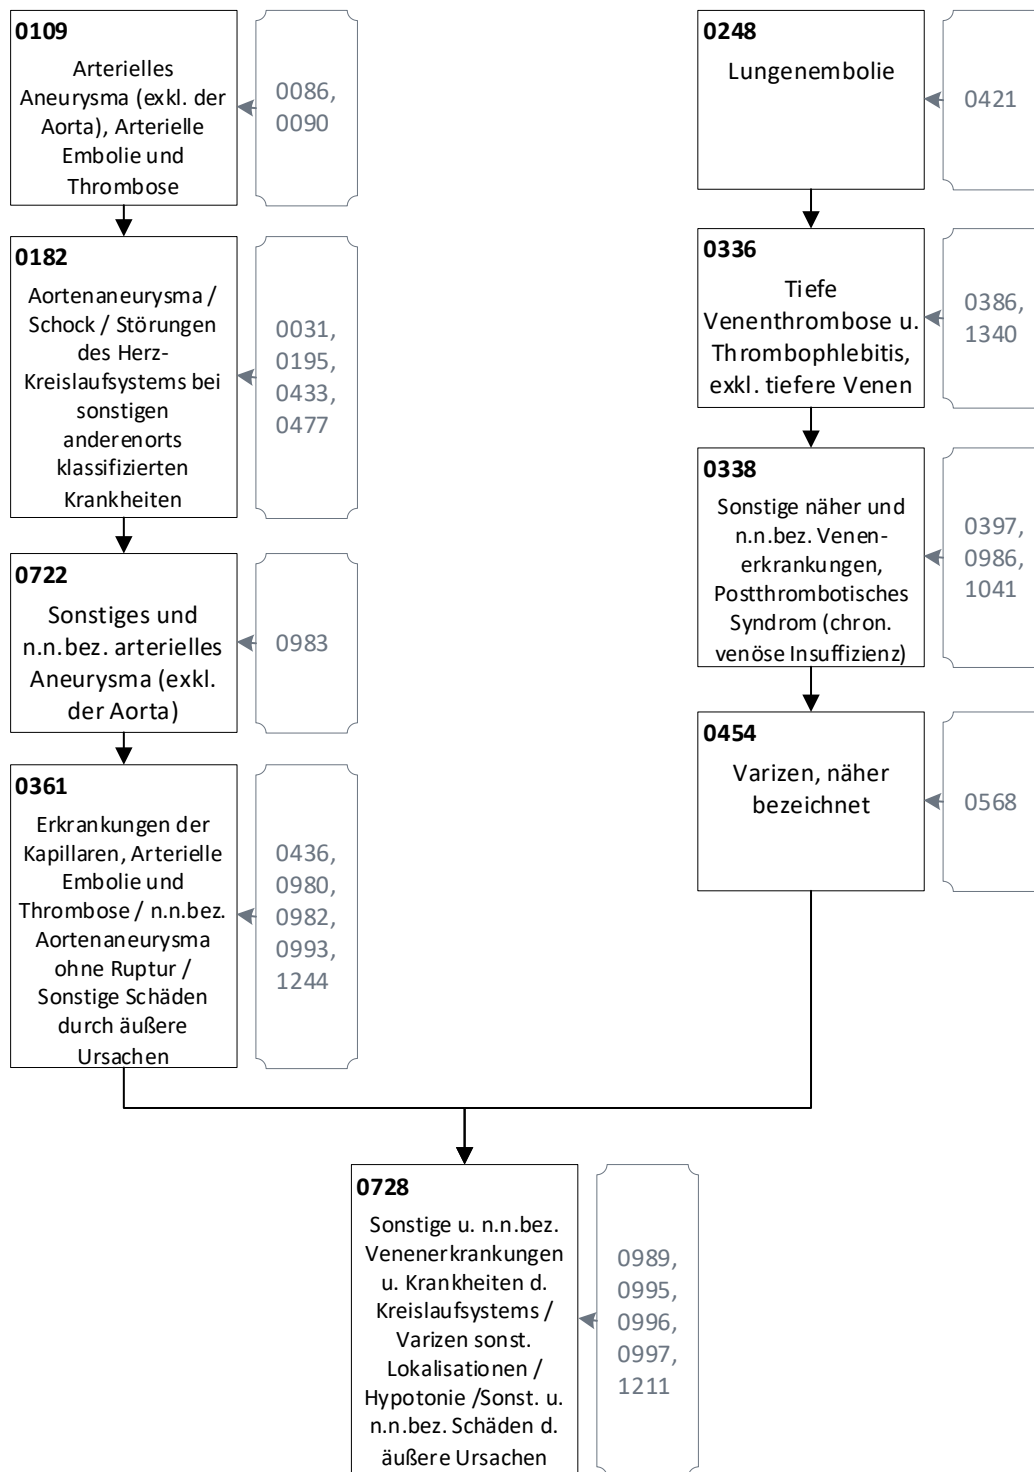 0109
Arterielles
Aneurysma (exkl. der
Aorta), Arterielle
Embolie und
Thrombose
0086,
0090
0182
Aortenaneurysma /
Schock / Störungen
des Herz-
Kreislaufsystems bei
sonstigen
anderenorts
klassifizierten
Krankheiten
0031,
0195,
0433,
0477
0722
Sonstiges und
n.n.bez. arterielles
Aneurysma (exkl.
der Aorta)
0983
0361
Erkrankungen der
Kapillaren, Arterielle
Embolie und
Thrombose / n.n.bez.
Aortenaneurysma
ohne Ruptur /
Sonstige Schäden
durch äußere
Ursachen
0436,
0980,
0982,
0993,
1244
0248
Lungenembolie
0421
0336
Tiefe
Venenthrombose u.
Thrombophlebitis,
exkl. tiefere Venen
0386,
1340
0338
Sonstige näher und
n.n.bez. Venen-
erkrankungen,
Postthrombotisches
Syndrom (chron.
venöse Insuffizienz)
0397,
0986,
1041
0454
Varizen, näher
bezeichnet
0568
0728
Sonstige u. n.n.bez.
Venenerkrankungen
u. Krankheiten d.
Kreislaufsystems /
Varizen sonst.
Lokalisationen /
Hypotonie /Sonst. u.
n.n.bez. Schäden d.
äußere Ursachen
0989,
0995,
0996,
0997,
1211